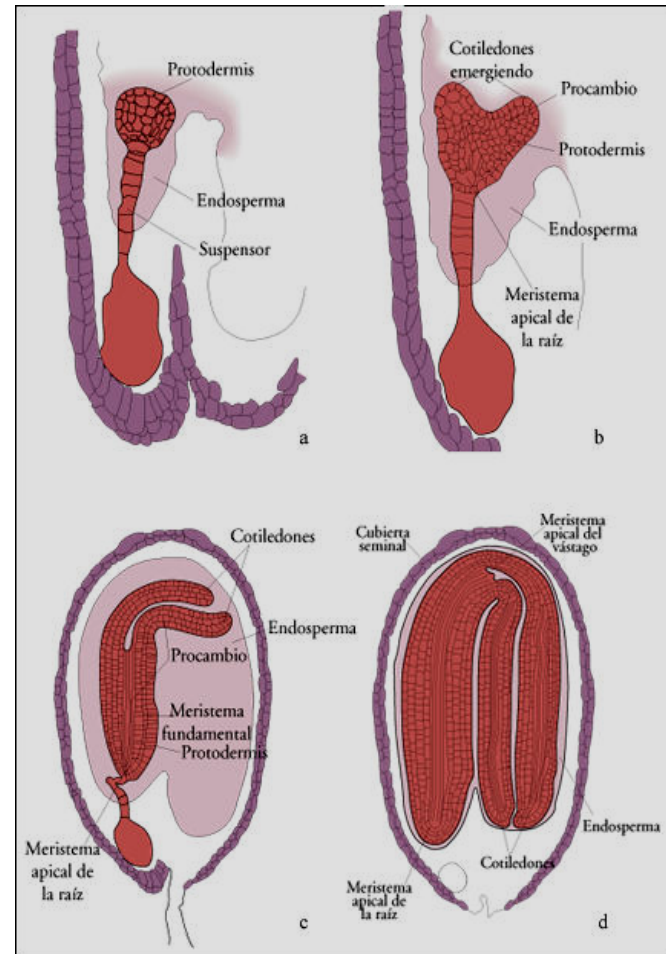 Protodermis
Endosperma
Suspensor
a
Cotiledones
emergiendo
Procambio
Protodermis
Endosperma
Meristema
apical de
la raíz
b
Cotiledones
Endosperma
Procambio
Meristema
fundamental
Protodermis
Meristema
apical de
la raíz
c
Cubierta
seminal
Meristema
apical del
vástago
Endosperma
Cotiledones
Meristema
apical de
la raíz
d